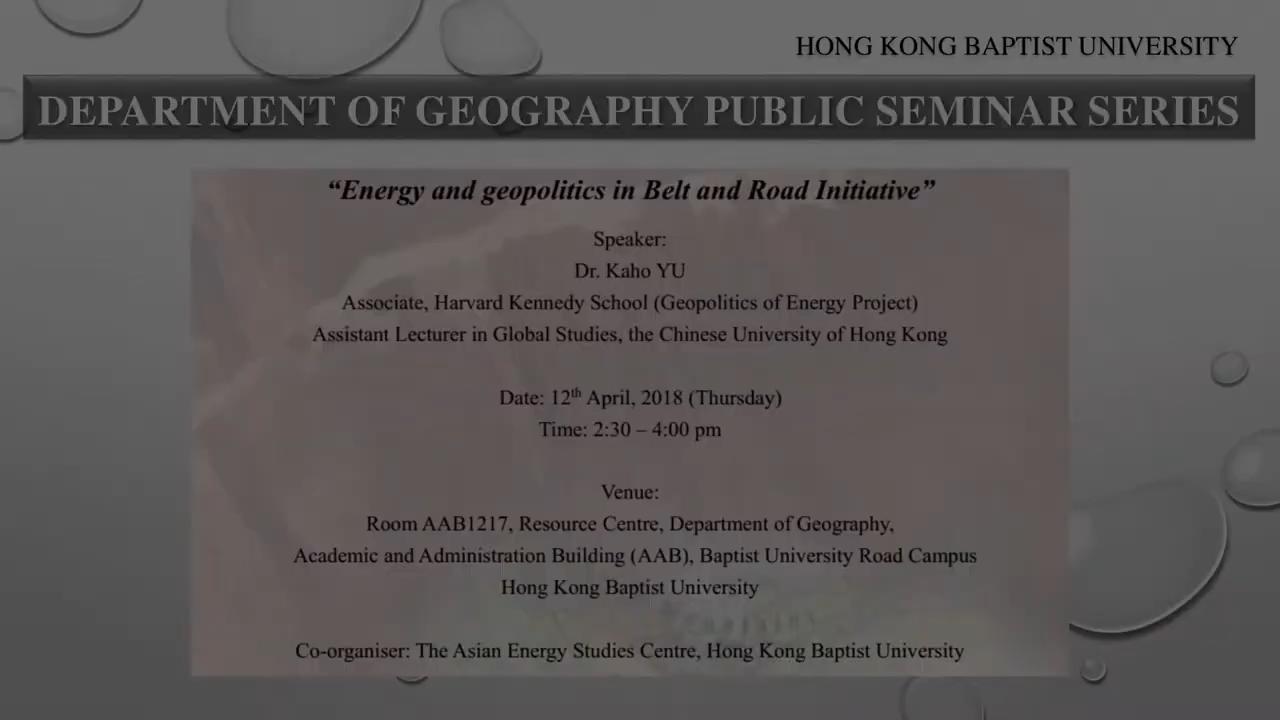 HONG KONG BAPTIST UNIVERSITY
DEPARTMENT OF GEOGRAPHY PUBLIC SEMINAR SERIES
“Energy and geopolitics in Belt and Road Initiative”
Speaker:
Dr. Kaho YU
Associate, Harvard Kennedy School (Geopolitics of Energy Project)
Assistant Lecturer in Global Studies, the Chinese University of Hong Kong
Date: 12th April, 2018 (Thursday)
Time: 2:30 – 4:00 pm
Venue:
Room AAB1217, Resource Centre, Department of Geography,
Academic and Administration Building (AAB), Baptist University Road Campus
Hong Kong Baptist University
Co-organiser: The Asian Energy Studies Centre, Hong Kong Baptist University